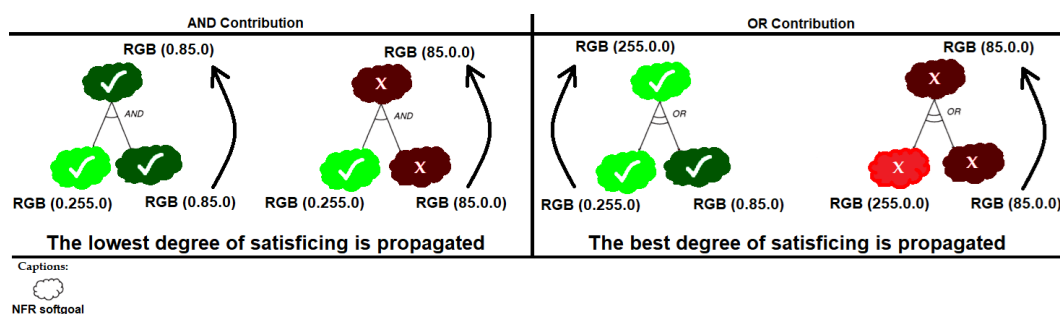 AND Contribution
OR Contribution
RGB (0.85.0)
RGB (85.0.0)
RGB (255.0.0)
RGB (85.0.0)
X
X
AND
AND
OR
OR
X
X
X
RGB (0.255.0)
RGB (0.85.0)
RGB (0.255.0)
RGB (85.0.0)
RGB (0.255.0)
RGB (0.85.0)
RGB (255.0.0)
RGB (85.0.0)
The lowest degree of satisficing is propagated
The best degree of satisficing is propagated
Captions:
NFR softgoal